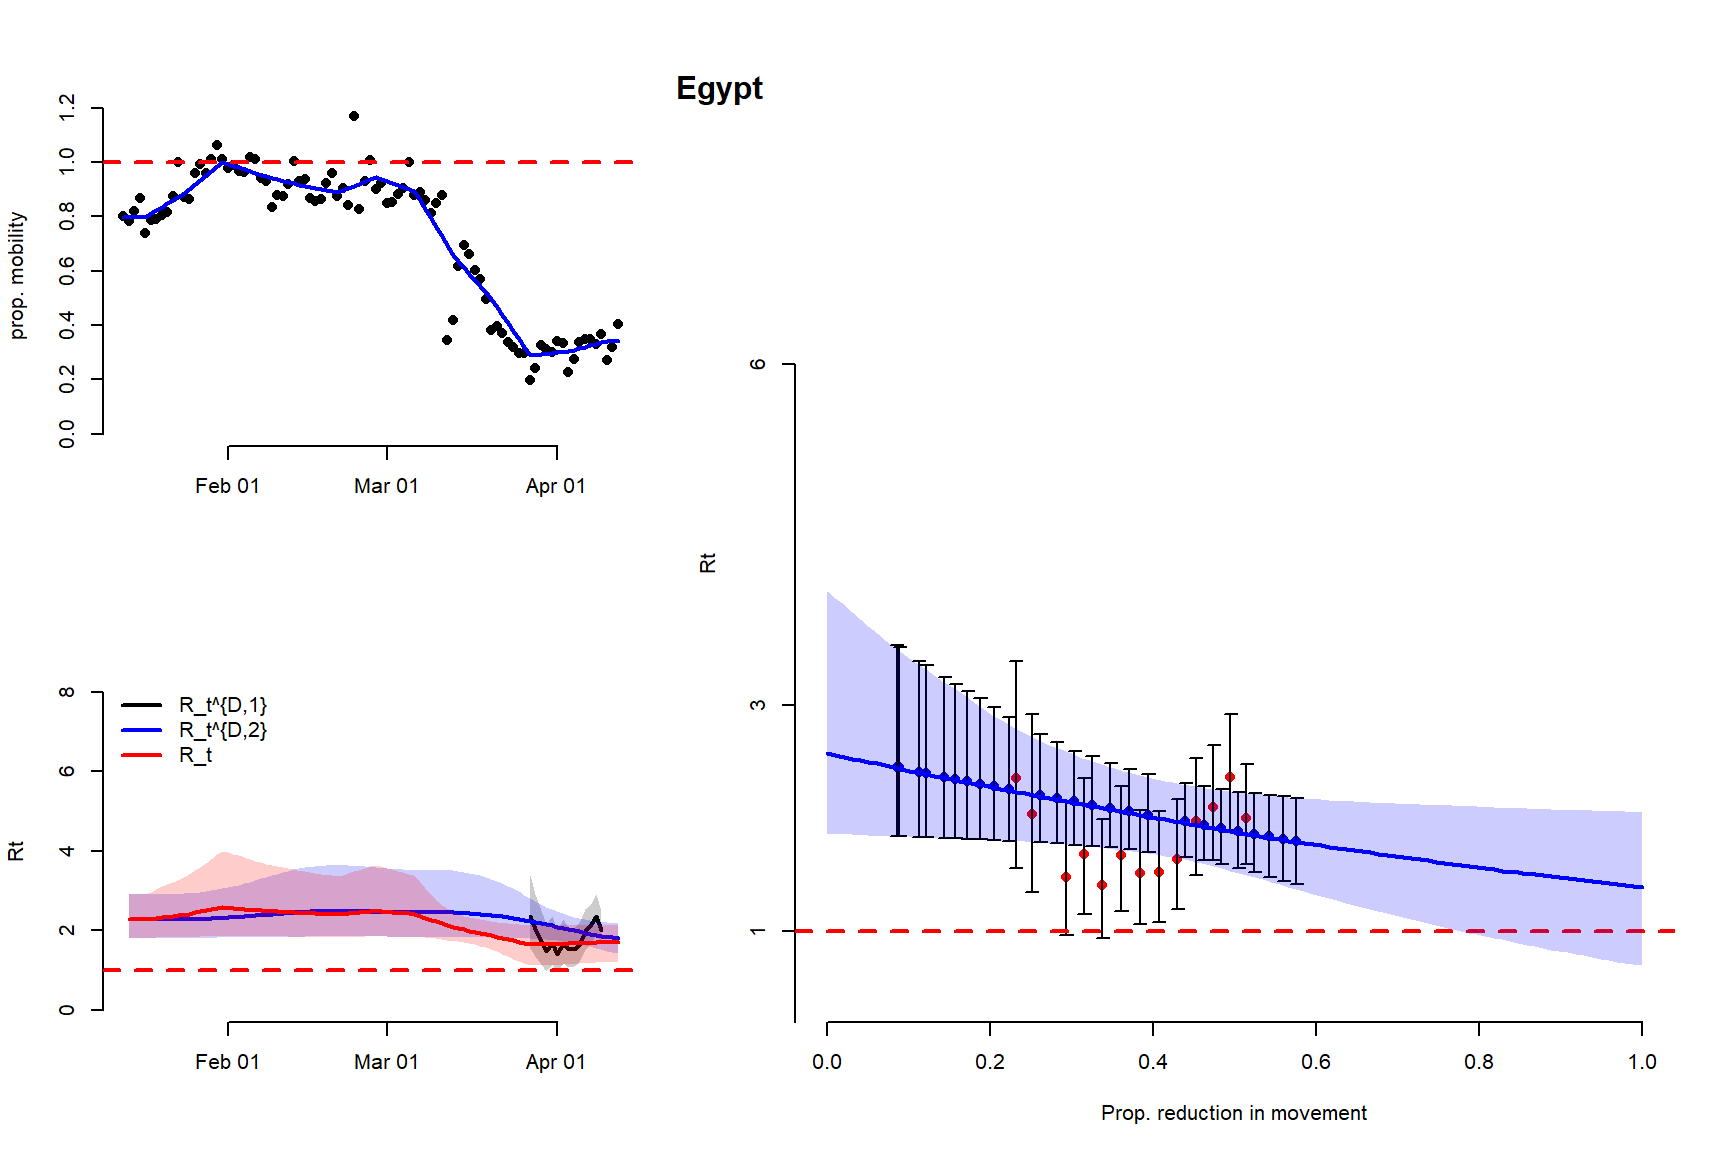 Egypt
prop. mobility
1.2
1.0
0.8
0.6
0.4
0.2
0.0
Feb 01 Mar 01 Apr 01
Rt
8
6
4
2
0
R_t^{D,1}
R_t^{D,2}
R_t
Feb 01 Mar 01 Apr 01
Rt
6
3
1
0.0 0.2 0.4 0.6 0.8 1.0
Prop. reduction in movement